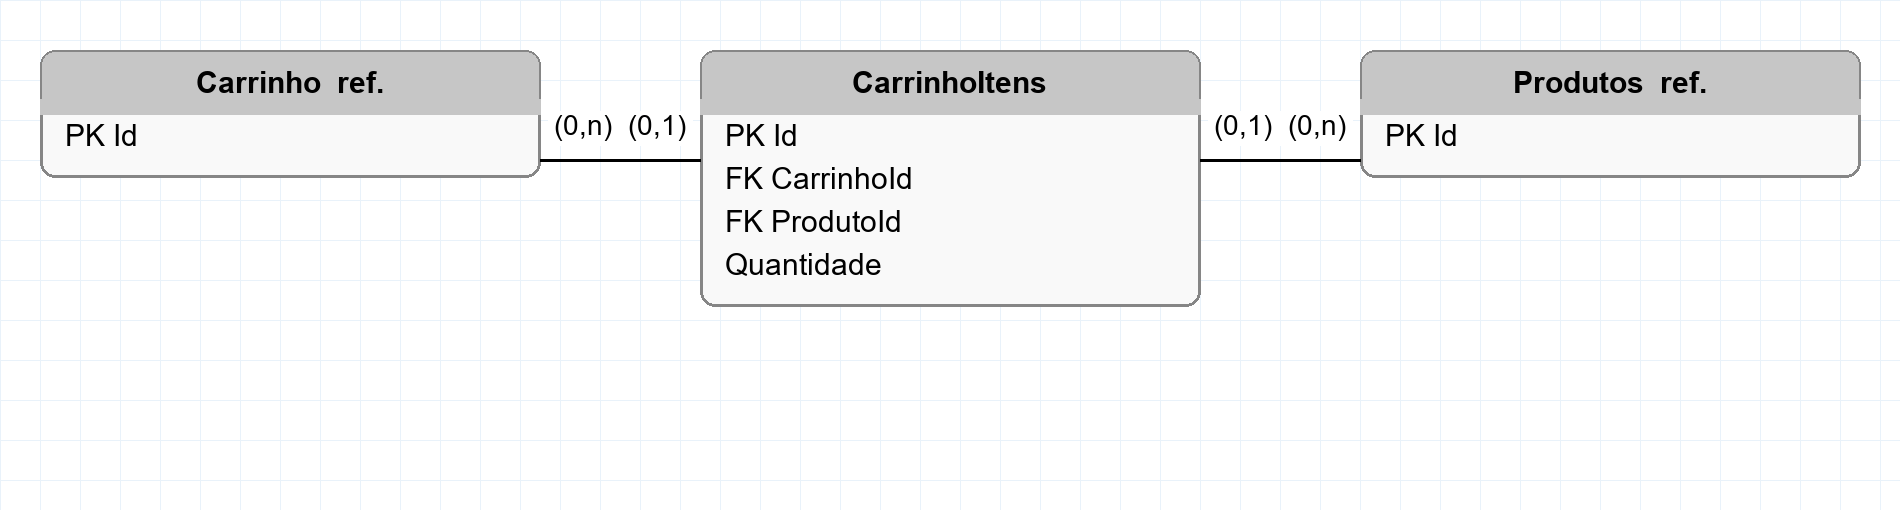 Carrinho ref.
PK Id
(0,n) (0,1)
CarrinhoItens
PK Id
FK CarrinhoId
FK ProdutoId
Quantidade
(0,1) (0,n)
Produtos ref.
PK Id